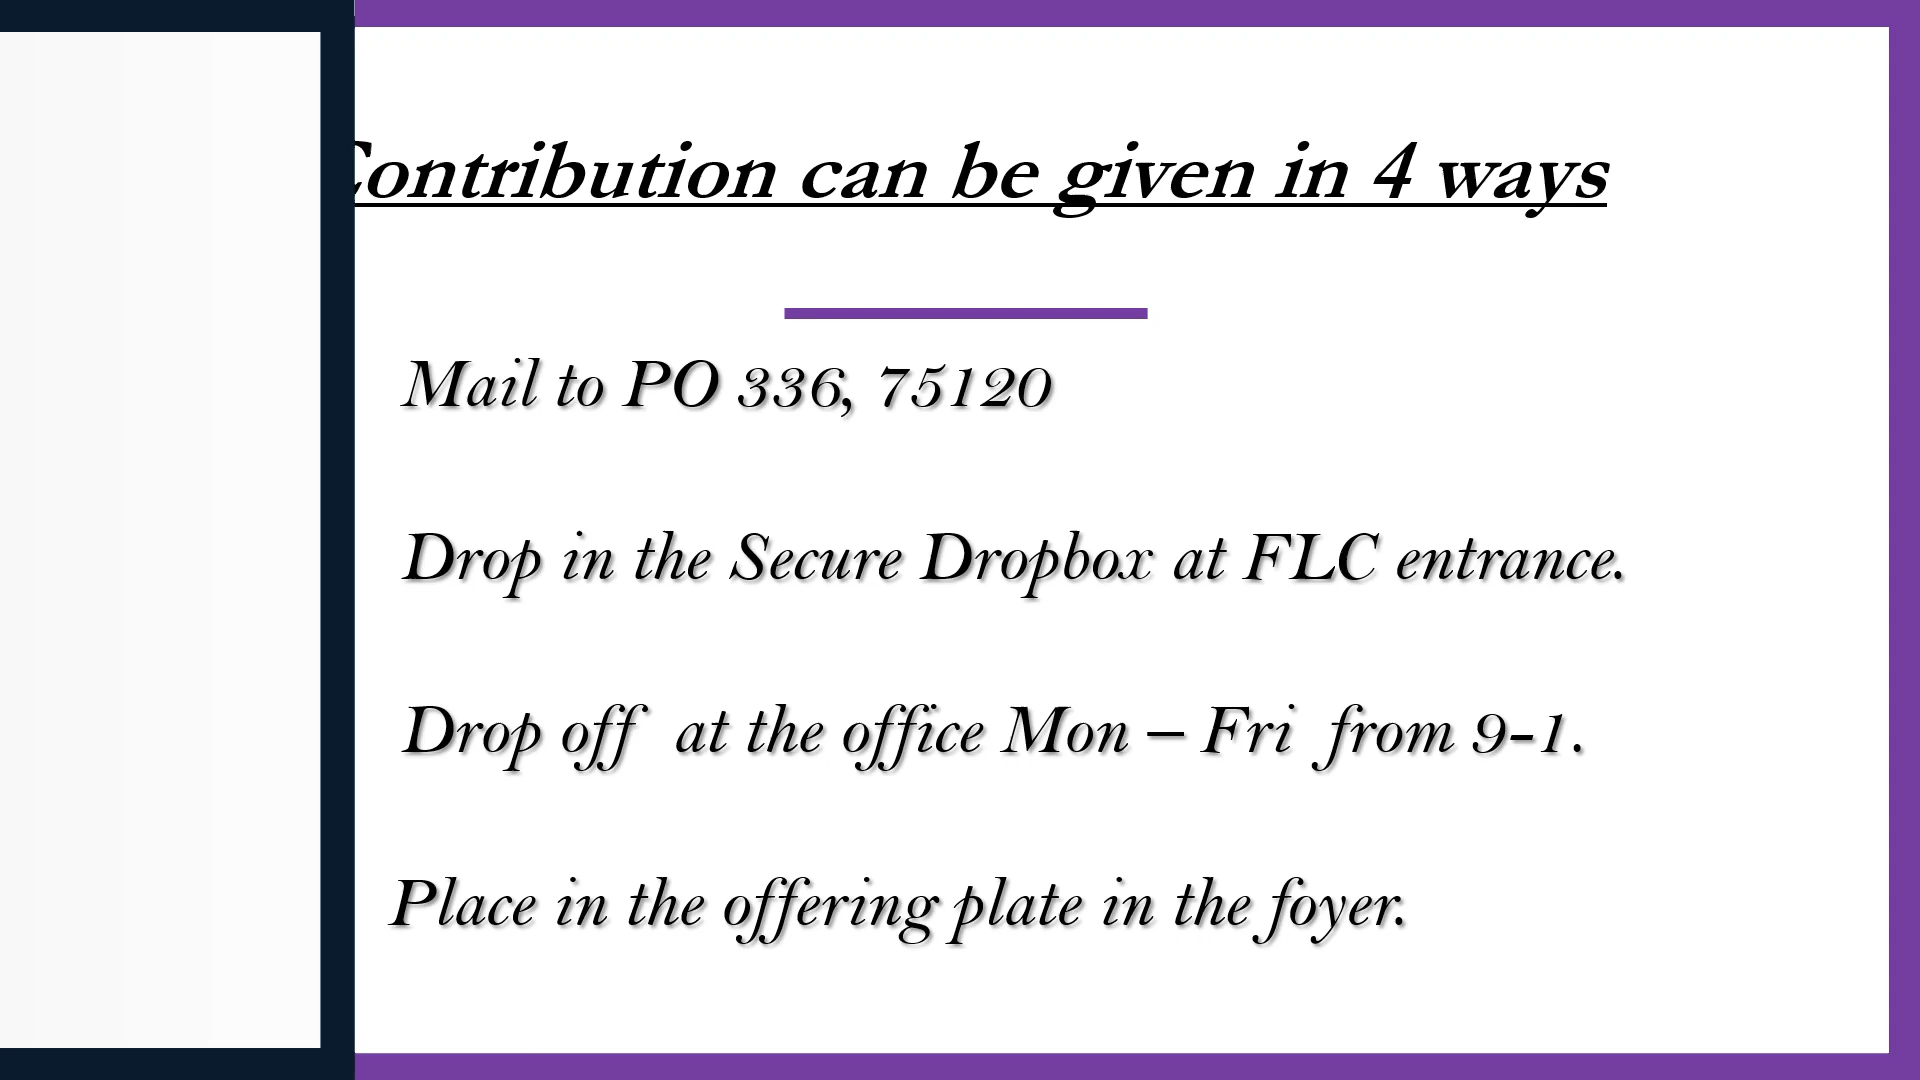 Contribution can be given in 4 ways
Mail to PO 336, 75120
Drop in the Secure Dropbox at FLC entrance.
Drop off  at the office Mon – Fri  from 9-1.
Place in the offering plate in the foyer.